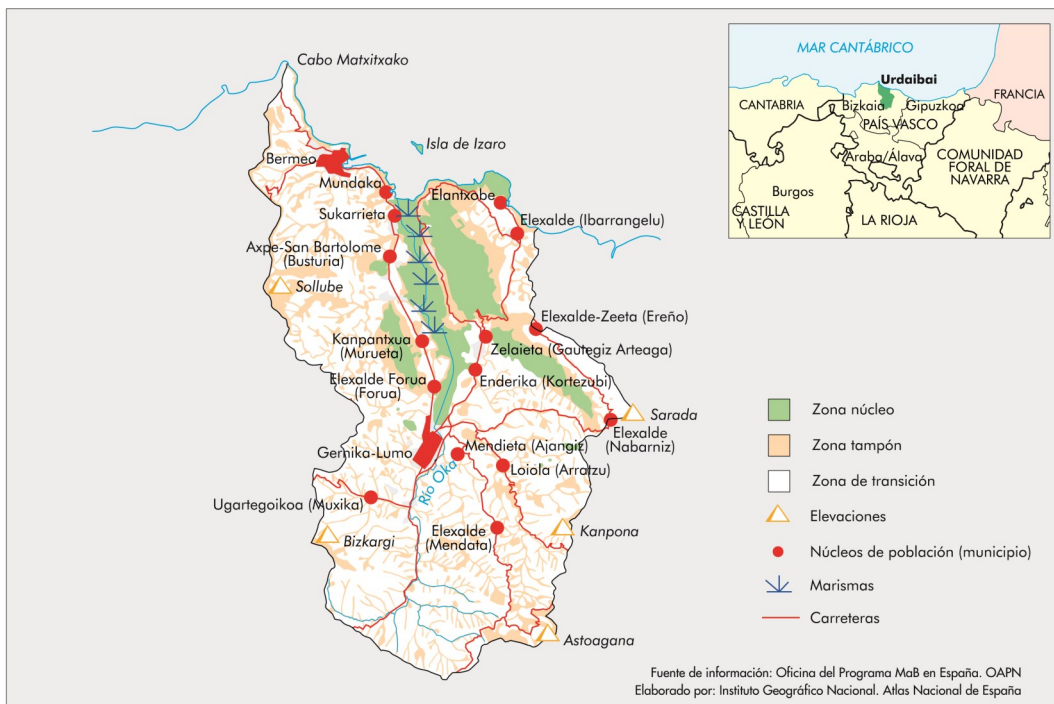 Cabo Matxitxako
Isla de Izaro
Bermeo
Mundaka
Elantxobe
Sukarrieta
Elexalde (Ibarrangelu)
Axpe-San Bartolome
(Busturia)
Sollube
Elexalde-Zeeta (Ereño)
Kanpantxua
(Murueta)
Zelaieta (Gautegiz Arteaga)
Elexalde Forua
(Forua)
Enderika (Kortezubi)
Sarada
Elexalde
(Nabarniz)
Gernika-Lumo
Mendieta (Ajangiz)
Loiola (Arratzu)
Río Oka
Ugartegoikoa (Muxika)
Elexalde
(Mendata)
Kanpona
Bizkargi
Astoagana
MAR CANTÁBRICO
Urdaibai
FRANCIA
CANTABRIA
Bizkaia
Gipuzkoa
PAÍS VASCO
Araba/Álava
COMUNIDAD
FORAL DE
NAVARRA
Burgos
CASTILLA
Y LEÓN
LA RIOJA
Zona núcleo
Zona tampón
Zona de transición
Elevaciones
Núcleos de población (municipio)
Marismas
Carreteras
Fuente de información: Oficina del Programa MaB en España. OAPN
Elaborado por: Instituto Geográfico Nacional. Atlas Nacional de España